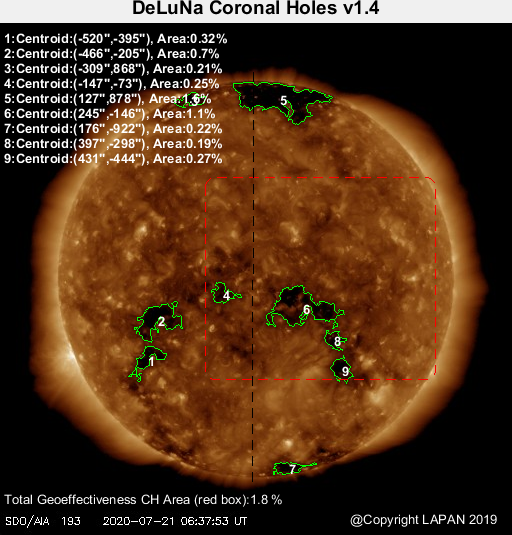 DeLuNa Coronal Holes v1.4
1:Centroid:(-520",-395"), Area:0.32%
2:Centroid:(-466",-205"), Area:0.7%
3:Centroid:(-309",868"), Area:0.21%
4:Centroid:(-147",-73"), Area:0.25%
5:Centroid:(127",878"), Area:1.6%
6:Centroid:(245",-146"), Area:1.1%
7:Centroid:(176",-922"), Area:0.22%
8:Centroid:(397",-298"), Area:0.19%
9:Centroid:(431",-444"), Area:0.27%
3
5
4
6
2
8
1
9
7
Total Geoeffectiveness CH Area (red box):1.8 %
SDO/AIA 193 2020-07-21 06:37:53 UT
@Copyright LAPAN 2019